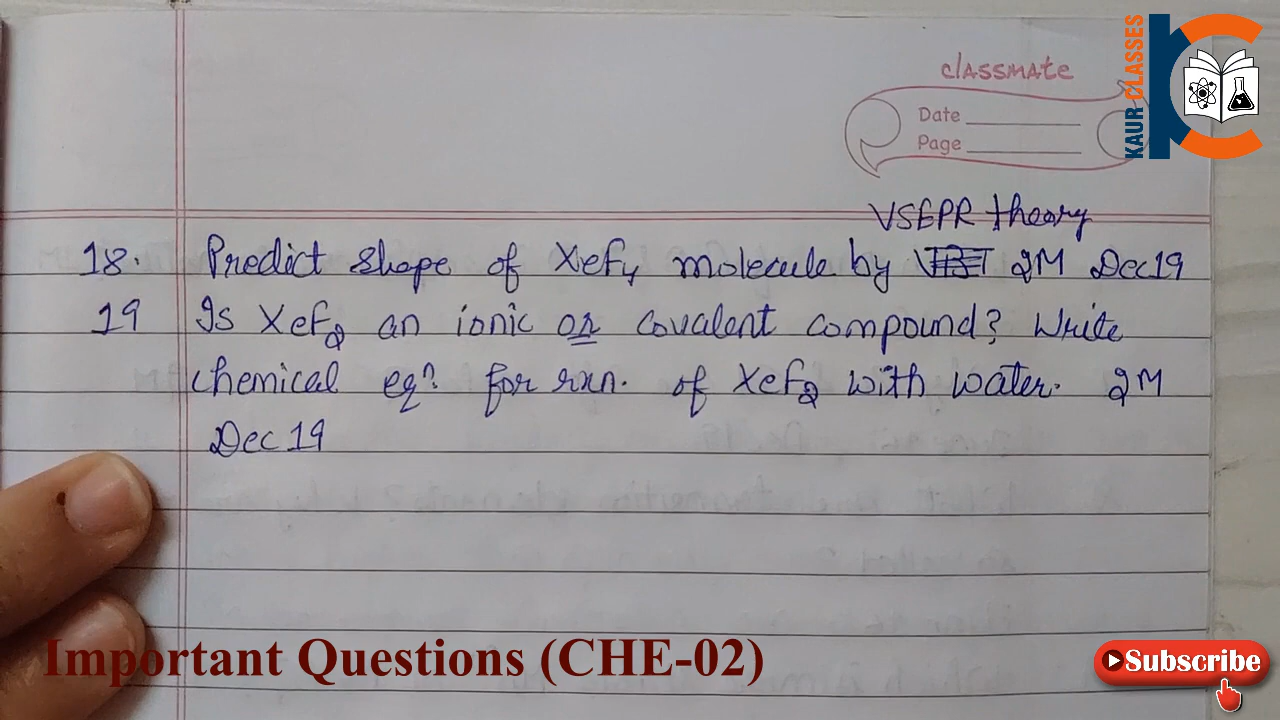 classmate
Date
Page
KAUR CLASSES
VSEPR theory
18. Predict shape of XeF4 molecule by 2M Dec 19
19 Is XeF2 an ionic or covalent compound? Write
chemical eqn. for rxn. of XeF2 with water. 2M
Dec 19
Important Questions (CHE-02)
Subscribe